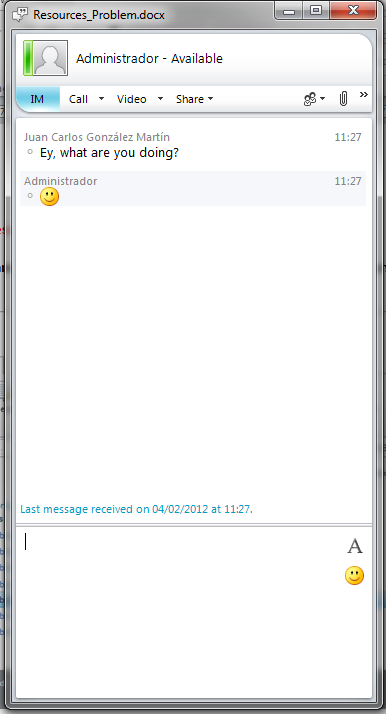 Resources_Problem.docx
Administrador - Available
IM Call Video Share »
Juan Carlos González Martín 11:27
Ey, what are you doing?
Administrador 11:27
Last message received on 04/02/2012 at 11:27.
A